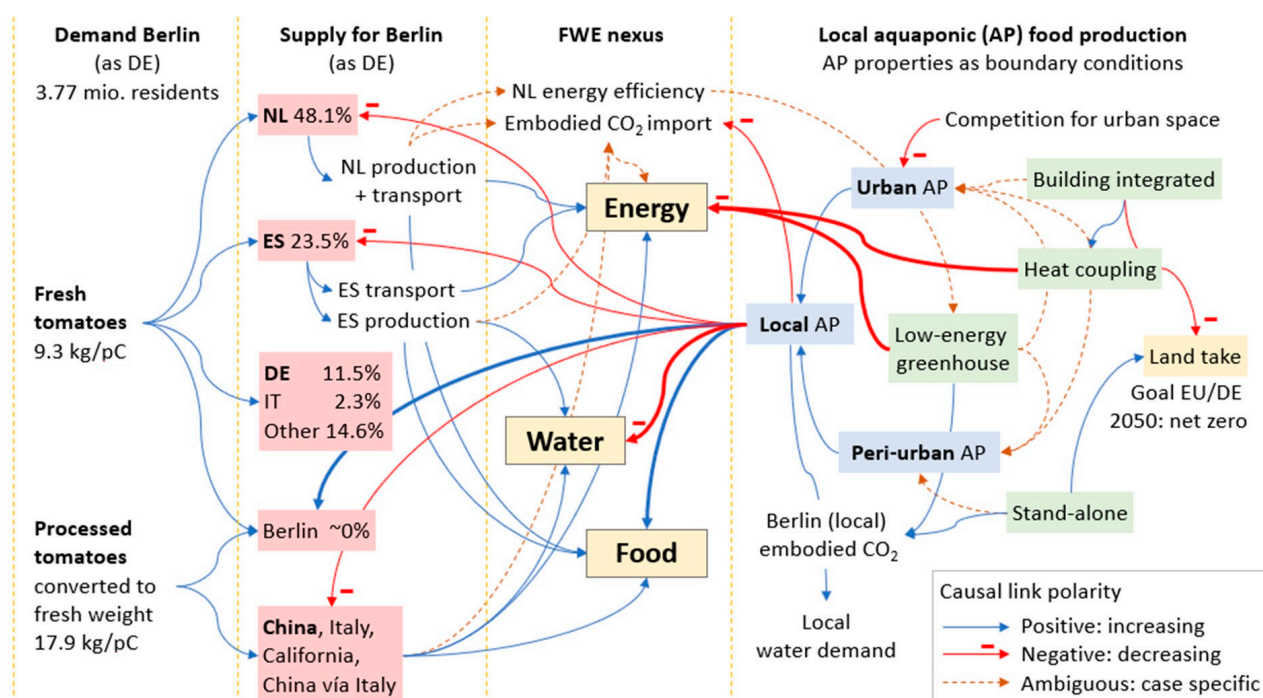 Demand Berlin
(as DE)
3.77 mio. residents
Fresh
tomatoes
9.3 kg/pC
Processed
tomatoes
converted to
fresh weight
17.9 kg/pC
Supply for Berlin
(as DE)
NL 48.1%
NL production
+ transport
ES 23.5%
ES transport
ES production
DE 11.5%
IT 2.3%
Other 14.6%
Berlin ~0%
China, Italy,
California,
China vía Italy
FWE nexus
NL energy efficiency
Embodied CO₂ import
Energy
Water
Food
Local aquaponic (AP) food production
AP properties as boundary conditions
Competition for urban space
Urban AP
Building integrated
Heat coupling
Local AP
Low-energy
greenhouse
Land take
Goal EU/DE
2050: net zero
Peri-urban AP
Stand-alone
Berlin (local)
embodied CO₂
Local
water demand
Causal link polarity
Positive: increasing
Negative: decreasing
Ambiguous: case specific